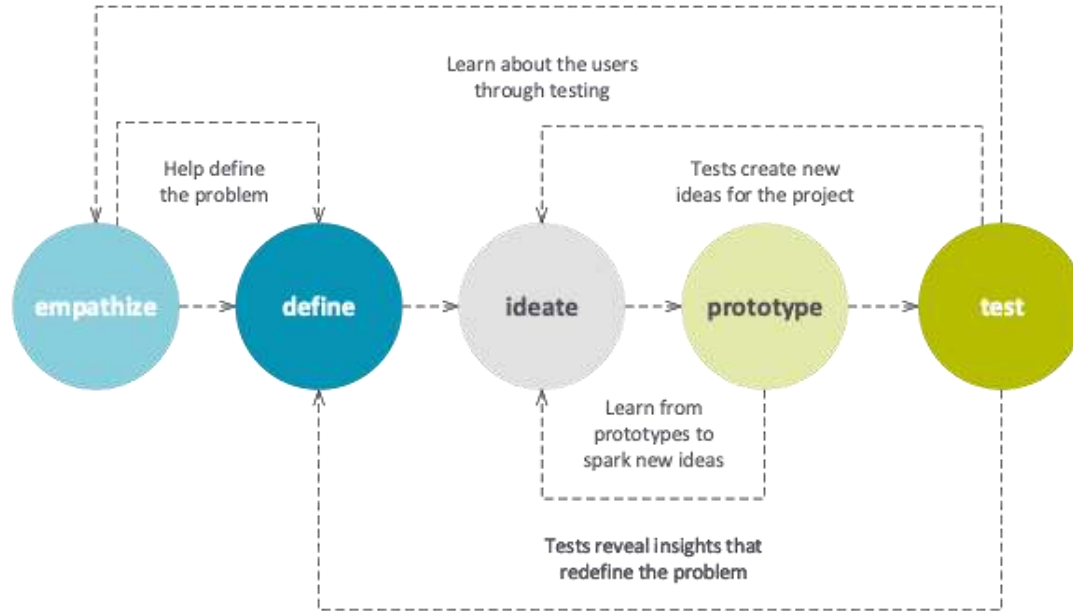 Learn about the users
through testing
Help define
the problem
Tests create new
ideas for the project
empathize
define
ideate
prototype
test
Learn from
prototypes to
spark new ideas
Tests reveal insights that
redefine the problem